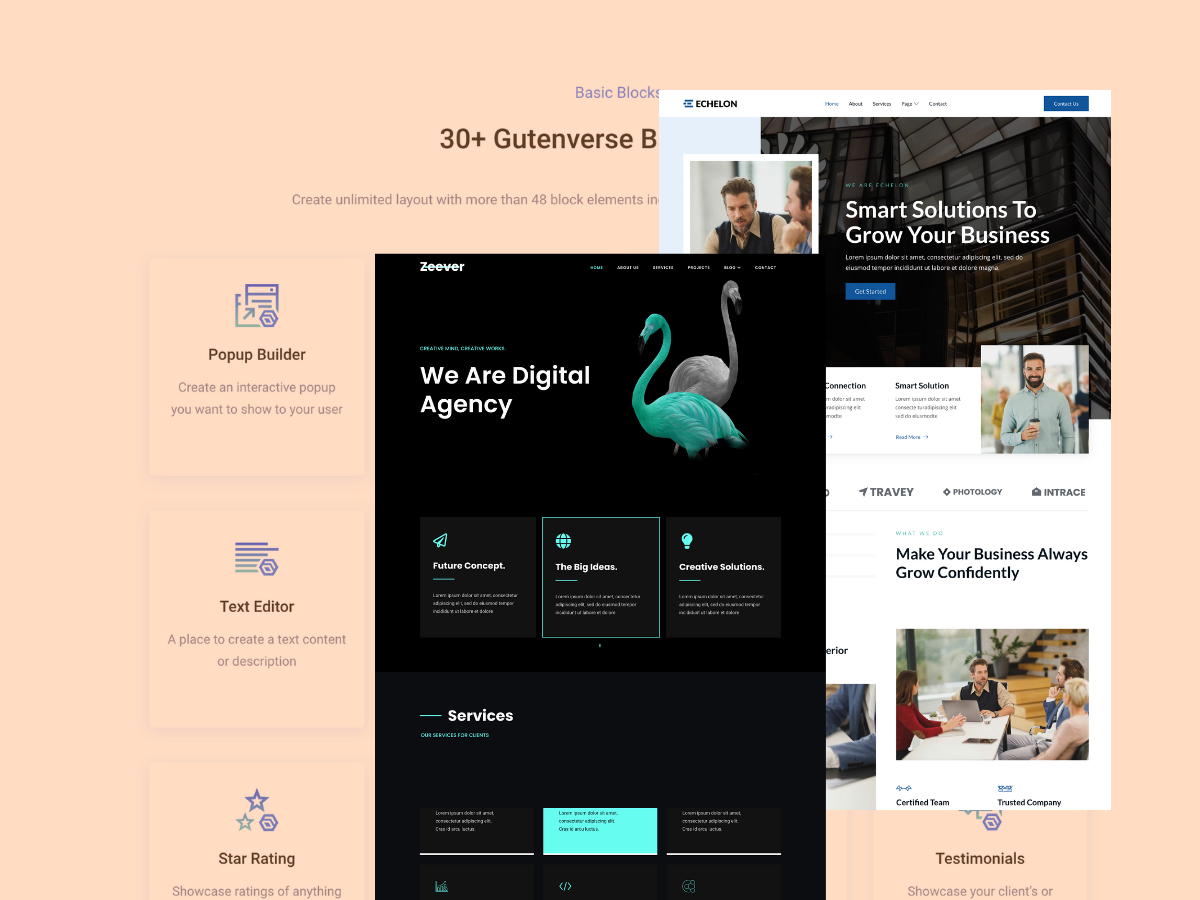 Basic Blocks
30+ Gutenverse B
Create unlimited layout with more than 48 block elements in
Popup Builder
Create an interactive popup
you want to show to your user
Text Editor
A place to create a text content
or description
Star Rating
Showcase ratings of anything
Zeever
HOME
ABOUT US
SERVICES
PROJECTS
BLOG
CONTACT
CREATIVE MIND, CREATIVE WORKS.
We Are Digital
Agency
Future Concept.
Lorem ipsum dolor sit amet, consectetur
adipiscing elit, sed do eiusmod tempor
incididunt ut labore et dolore
The Big Ideas.
Lorem ipsum dolor sit amet, consectetur
adipiscing elit, sed do eiusmod tempor
incididunt ut labore et dolore
Creative Solutions.
Lorem ipsum dolor sit amet, consectetur
adipiscing elit, sed do eiusmod tempor
incididunt ut labore et dolore
Services
OUR SERVICES FOR CLIENTS
Lorem ipsum dolor sit amet,
consectetur adipiscing elit.
Cras id arcu luctus.
Lorem ipsum dolor sit amet,
consectetur adipiscing elit.
Cras id arcu luctus.
Lorem ipsum dolor sit amet,
consectetur adipiscing elit.
Cras id arcu luctus.
ECHELON
Home
About
Services
Page
Contact
Contact Us
WE ARE ECHELON
Smart Solutions To
Grow Your Business
Lorem ipsum dolor sit amet, consectetur adipiscing elit, sed do
eiusmod tempor incididunt ut labore et dolore magna.
Get Started
Connection
m dolor sit amet
turadipiscing elit
usmodte
Smart Solution
Lorem ipsum dolor sit amet
consecte turadipiscing elit
sed do eiusmodte
Read More
TRAVEY
PHOTOLOGY
INTRACE
WHAT WE DO
Make Your Business Always
Grow Confidently
erior
Certified Team
Trusted Company
Testimonials
Showcase your client's or